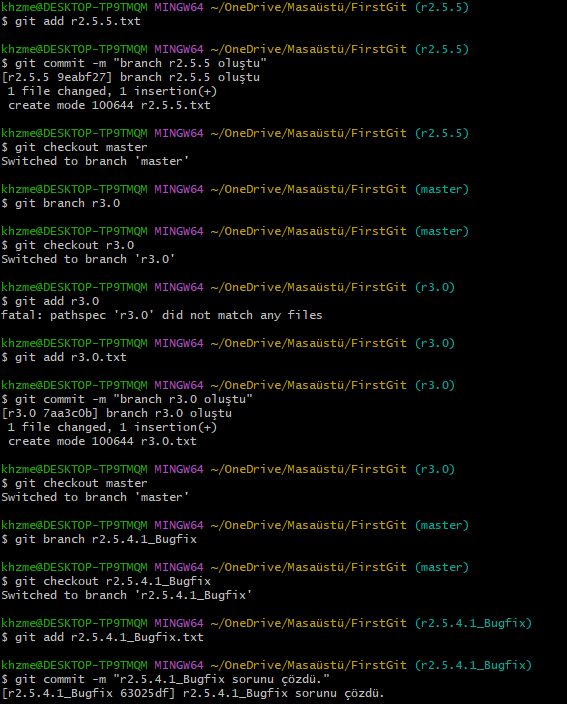 khzme@DESKTOP-TP9TMQM MINGW64 ~/OneDrive/Masaüstü/FirstGit (r2.5.5)
$ git add r2.5.5.txt
khzme@DESKTOP-TP9TMQM MINGW64 ~/OneDrive/Masaüstü/FirstGit (r2.5.5)
$ git commit -m "branch r2.5.5 oluştu"
[r2.5.5 9eabf27] branch r2.5.5 oluştu
 1 file changed, 1 insertion(+)
 create mode 100644 r2.5.5.txt
khzme@DESKTOP-TP9TMQM MINGW64 ~/OneDrive/Masaüstü/FirstGit (r2.5.5)
$ git checkout master
Switched to branch 'master'
khzme@DESKTOP-TP9TMQM MINGW64 ~/OneDrive/Masaüstü/FirstGit (master)
$ git branch r3.0
khzme@DESKTOP-TP9TMQM MINGW64 ~/OneDrive/Masaüstü/FirstGit (master)
$ git checkout r3.0
Switched to branch 'r3.0'
khzme@DESKTOP-TP9TMQM MINGW64 ~/OneDrive/Masaüstü/FirstGit (r3.0)
$ git add r3.0
fatal: pathspec 'r3.0' did not match any files
khzme@DESKTOP-TP9TMQM MINGW64 ~/OneDrive/Masaüstü/FirstGit (r3.0)
$ git add r3.0.txt
khzme@DESKTOP-TP9TMQM MINGW64 ~/OneDrive/Masaüstü/FirstGit (r3.0)
$ git commit -m "branch r3.0 oluştu"
[r3.0 7aa3c0b] branch r3.0 oluştu
 1 file changed, 1 insertion(+)
 create mode 100644 r3.0.txt
khzme@DESKTOP-TP9TMQM MINGW64 ~/OneDrive/Masaüstü/FirstGit (r3.0)
$ git checkout master
Switched to branch 'master'
khzme@DESKTOP-TP9TMQM MINGW64 ~/OneDrive/Masaüstü/FirstGit (master)
$ git branch r2.5.4.1_Bugfix
khzme@DESKTOP-TP9TMQM MINGW64 ~/OneDrive/Masaüstü/FirstGit (master)
$ git checkout r2.5.4.1_Bugfix
Switched to branch 'r2.5.4.1_Bugfix'
khzme@DESKTOP-TP9TMQM MINGW64 ~/OneDrive/Masaüstü/FirstGit (r2.5.4.1_Bugfix)
$ git add r2.5.4.1_Bugfix.txt
khzme@DESKTOP-TP9TMQM MINGW64 ~/OneDrive/Masaüstü/FirstGit (r2.5.4.1_Bugfix)
$ git commit -m "r2.5.4.1_Bugfix sorunu çözdü."
[r2.5.4.1_Bugfix 63025df] r2.5.4.1_Bugfix sorunu çözdü.